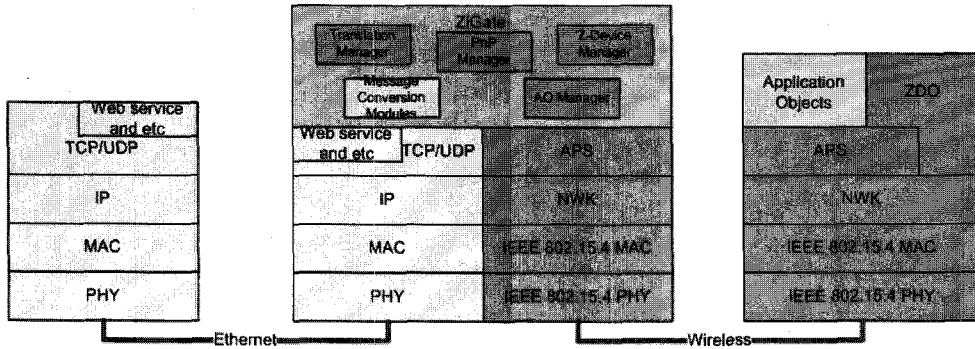 Web service
and etc
TCP/UDP
IP
MAC
PHY
ZiGate
Translation
Manager
PnP
Manager
Z-Device
Manager
Message
Conversion
Modules
AO Manager
Web service
and etc
TCP/UDP
APS
IP
NWK
MAC
IEEE 802.15.4 MAC
PHY
IEEE 802.15.4 PHY
Application
Objects
ZDO
APS
NWK
IEEE 802.15.4 MAC
IEEE 802.15.4 PHY
Ethernet
Wireless